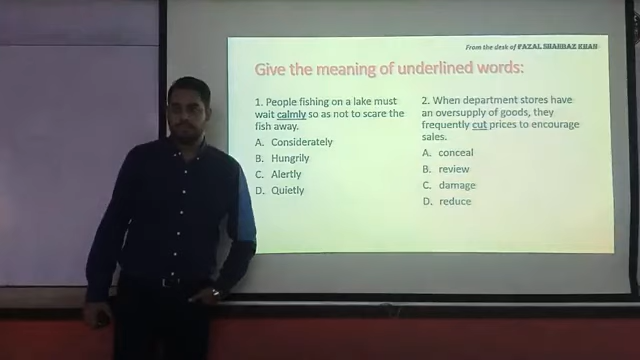 From the desk of FAZAL SHAHBAZ KHAN
Give the meaning of underlined words:
1. People fishing on a lake must
wait calmly so as not to scare the
fish away.
A. Considerately
B. Hungrily
C. Alertly
D. Quietly
2. When department stores have
an oversupply of goods, they
frequently cut prices to encourage
sales.
A. conceal
B. review
C. damage
D. reduce